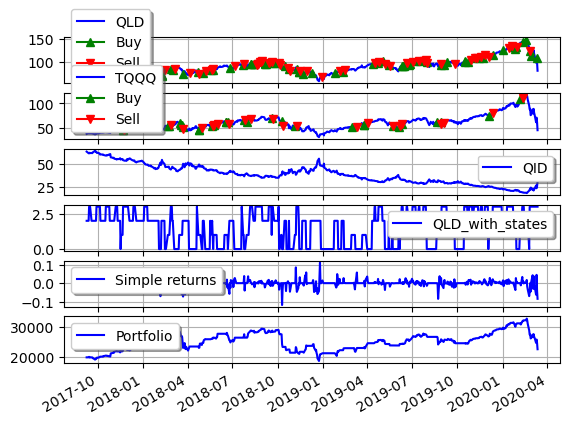 QLD
Buy
Sell
150
100
TQQQ
Buy
Sell
100
50
QID
50
25
QLD_with_states
2.5
0.0
Simple returns
0.1
0.0
−0.1
Portfolio
30000
20000
2017-10
2018-01
2018-04
2018-07
2018-10
2019-01
2019-04
2019-07
2019-10
2020-01
2020-04